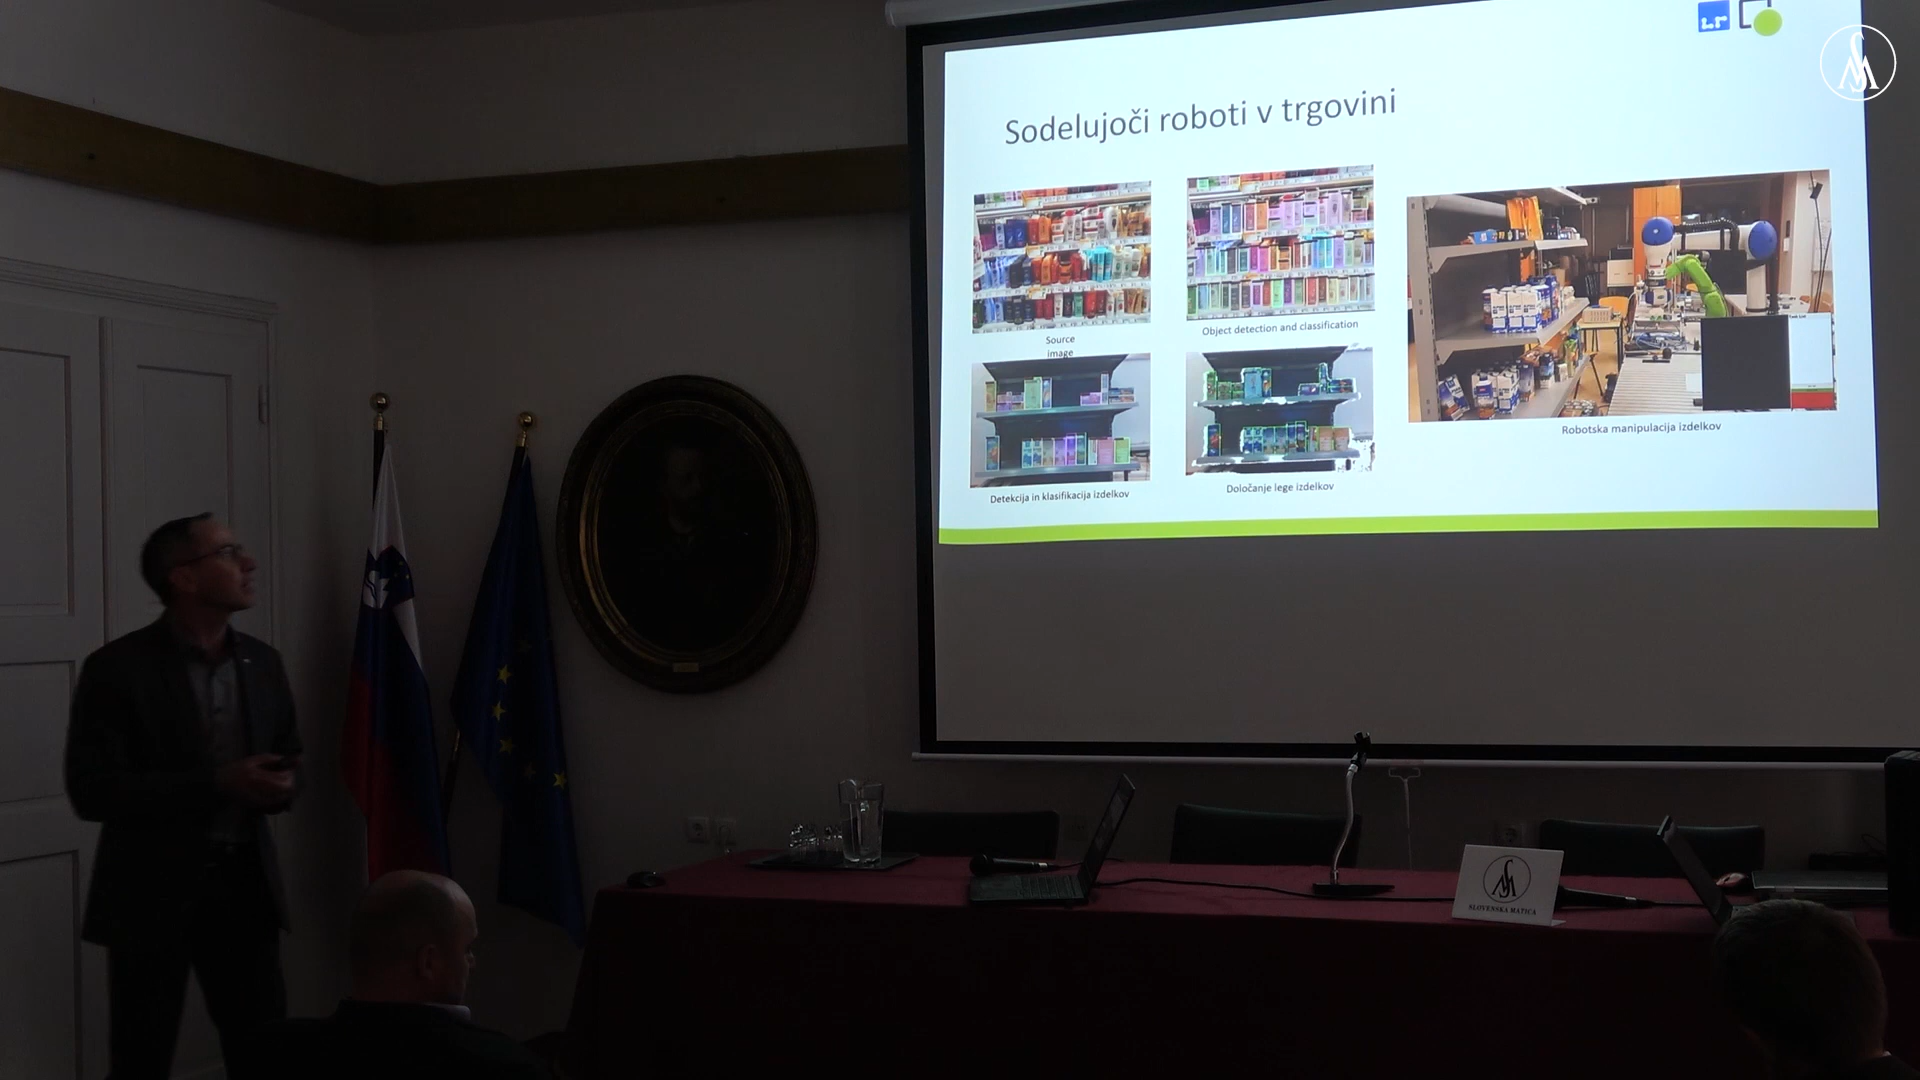 Sodelujoči roboti v trgovini
Source
image
Object detection and classification
Detekcija in klasifikacija izdelkov
Določanje lege izdelkov
Robotska manipulacija izdelkov
SLOVENSKA MATICA